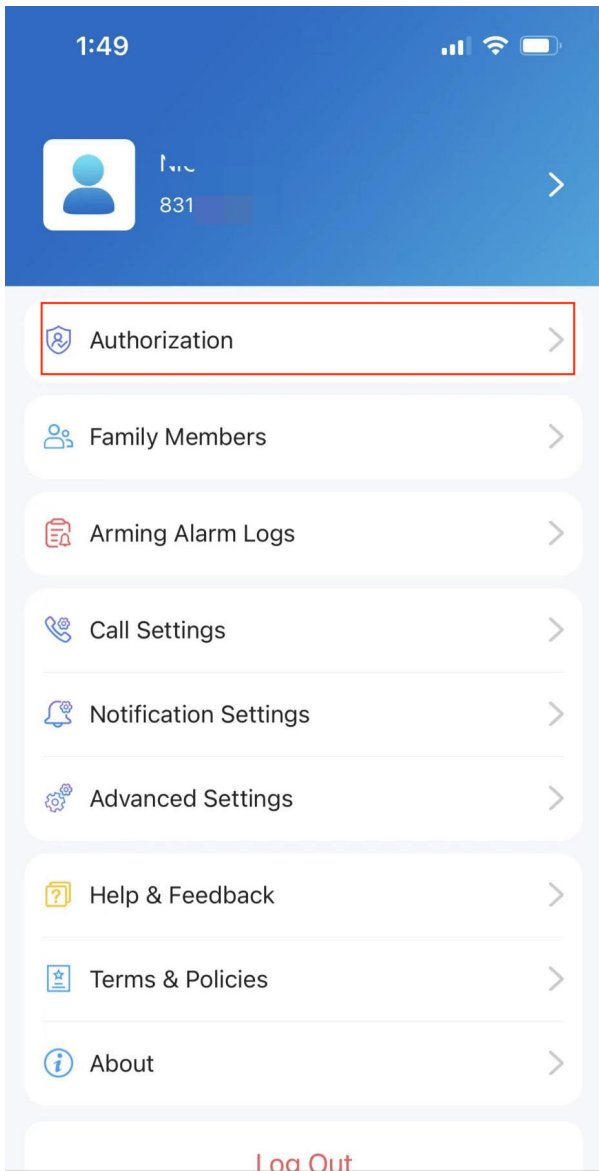 1:49
831
Authorization
Family Members
Arming Alarm Logs
Call Settings
Notification Settings
Advanced Settings
Help & Feedback
Terms & Policies
About
Log Out